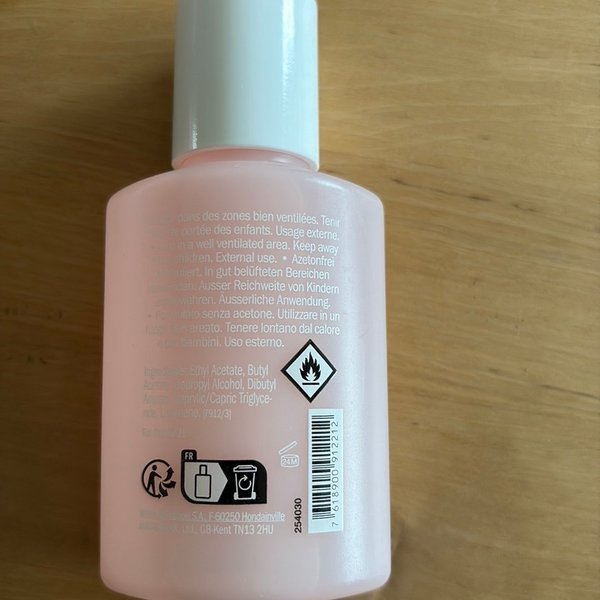 dans des zones bien ventilées. Tenir
portée des enfants. Usage externe.
in a well ventilated area. Keep away
children. External use. • Azetonfrei
In gut belüfteten Bereichen
Ausser Reichweite von Kindern
Äusserliche Anwendung.
senza acetone. Utilizzare in un
areato. Tenere lontano dal calore
bambini. Uso esterno.
Ingredients: Ethyl Acetate, Butyl
Alcohol, Dibutyl
Caprylic/Capric Triglyce-
[7912/3]
FR
24M
S.A., F-60250 Hondainville
GB-Kent TN13 2HU
254030
7 618900 912212